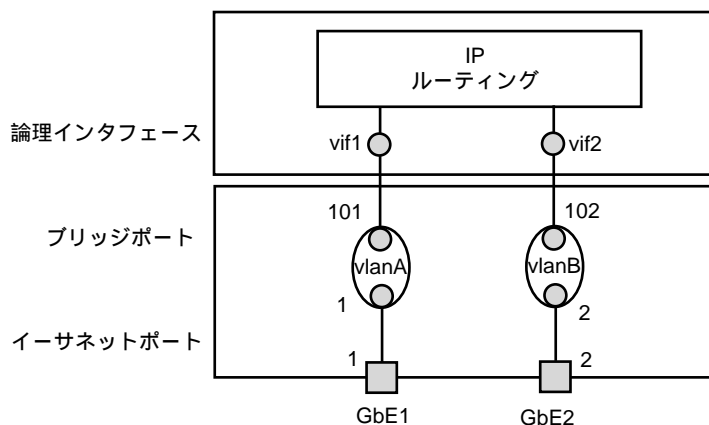 IP
ルーティング
論理インタフェース
vif1
vif2
101
102
ブリッジポート
vlanA
vlanB
1
2
イーサネットポート
1
2
GbE1
GbE2